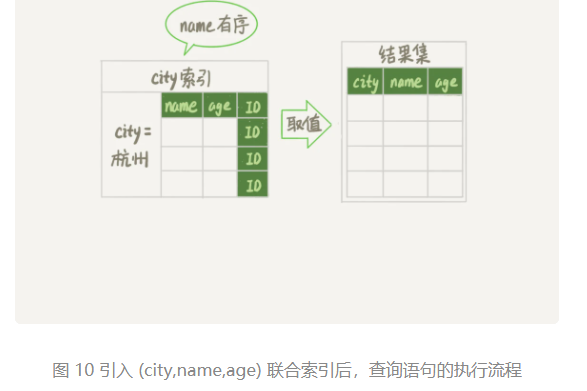 name有序
city索引
name age ID
city=杭州
ID
ID
ID
取值
结果集
city name age
图 10 引入 (city,name,age) 联合索引后，查询语句的执行流程